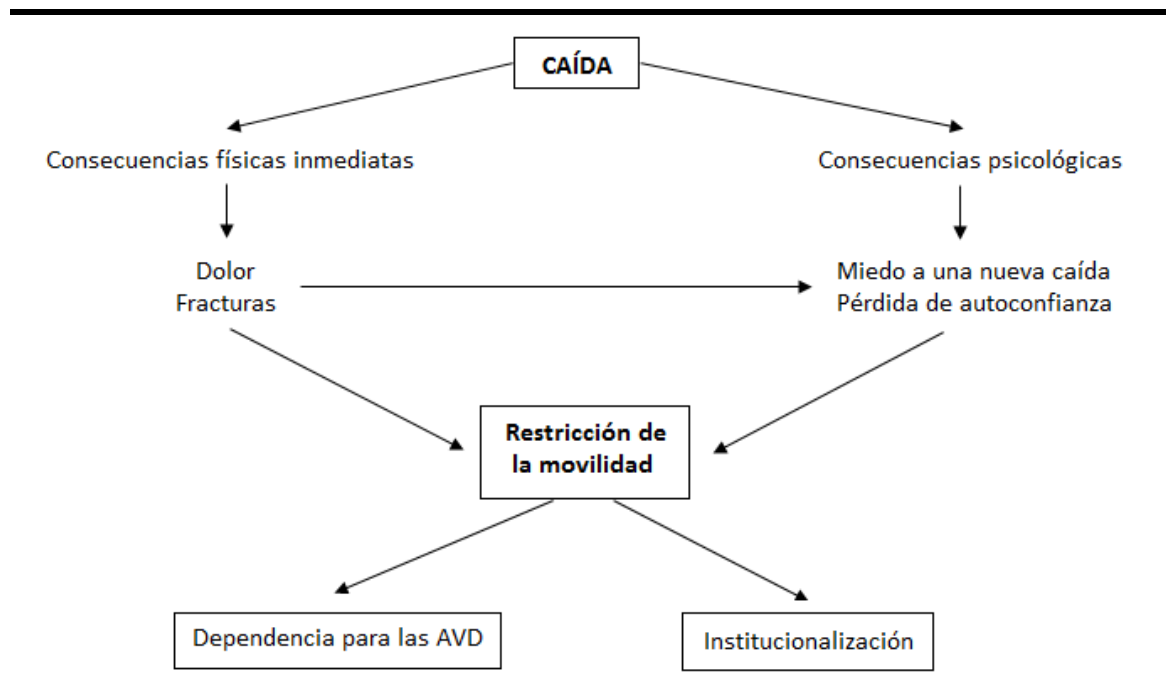 CAÍDA
Consecuencias físicas inmediatas
Consecuencias psicológicas
Dolor
Fracturas
Miedo a una nueva caída
Pérdida de autoconfianza
Restricción de
la movilidad
Dependencia para las AVD
Institucionalización